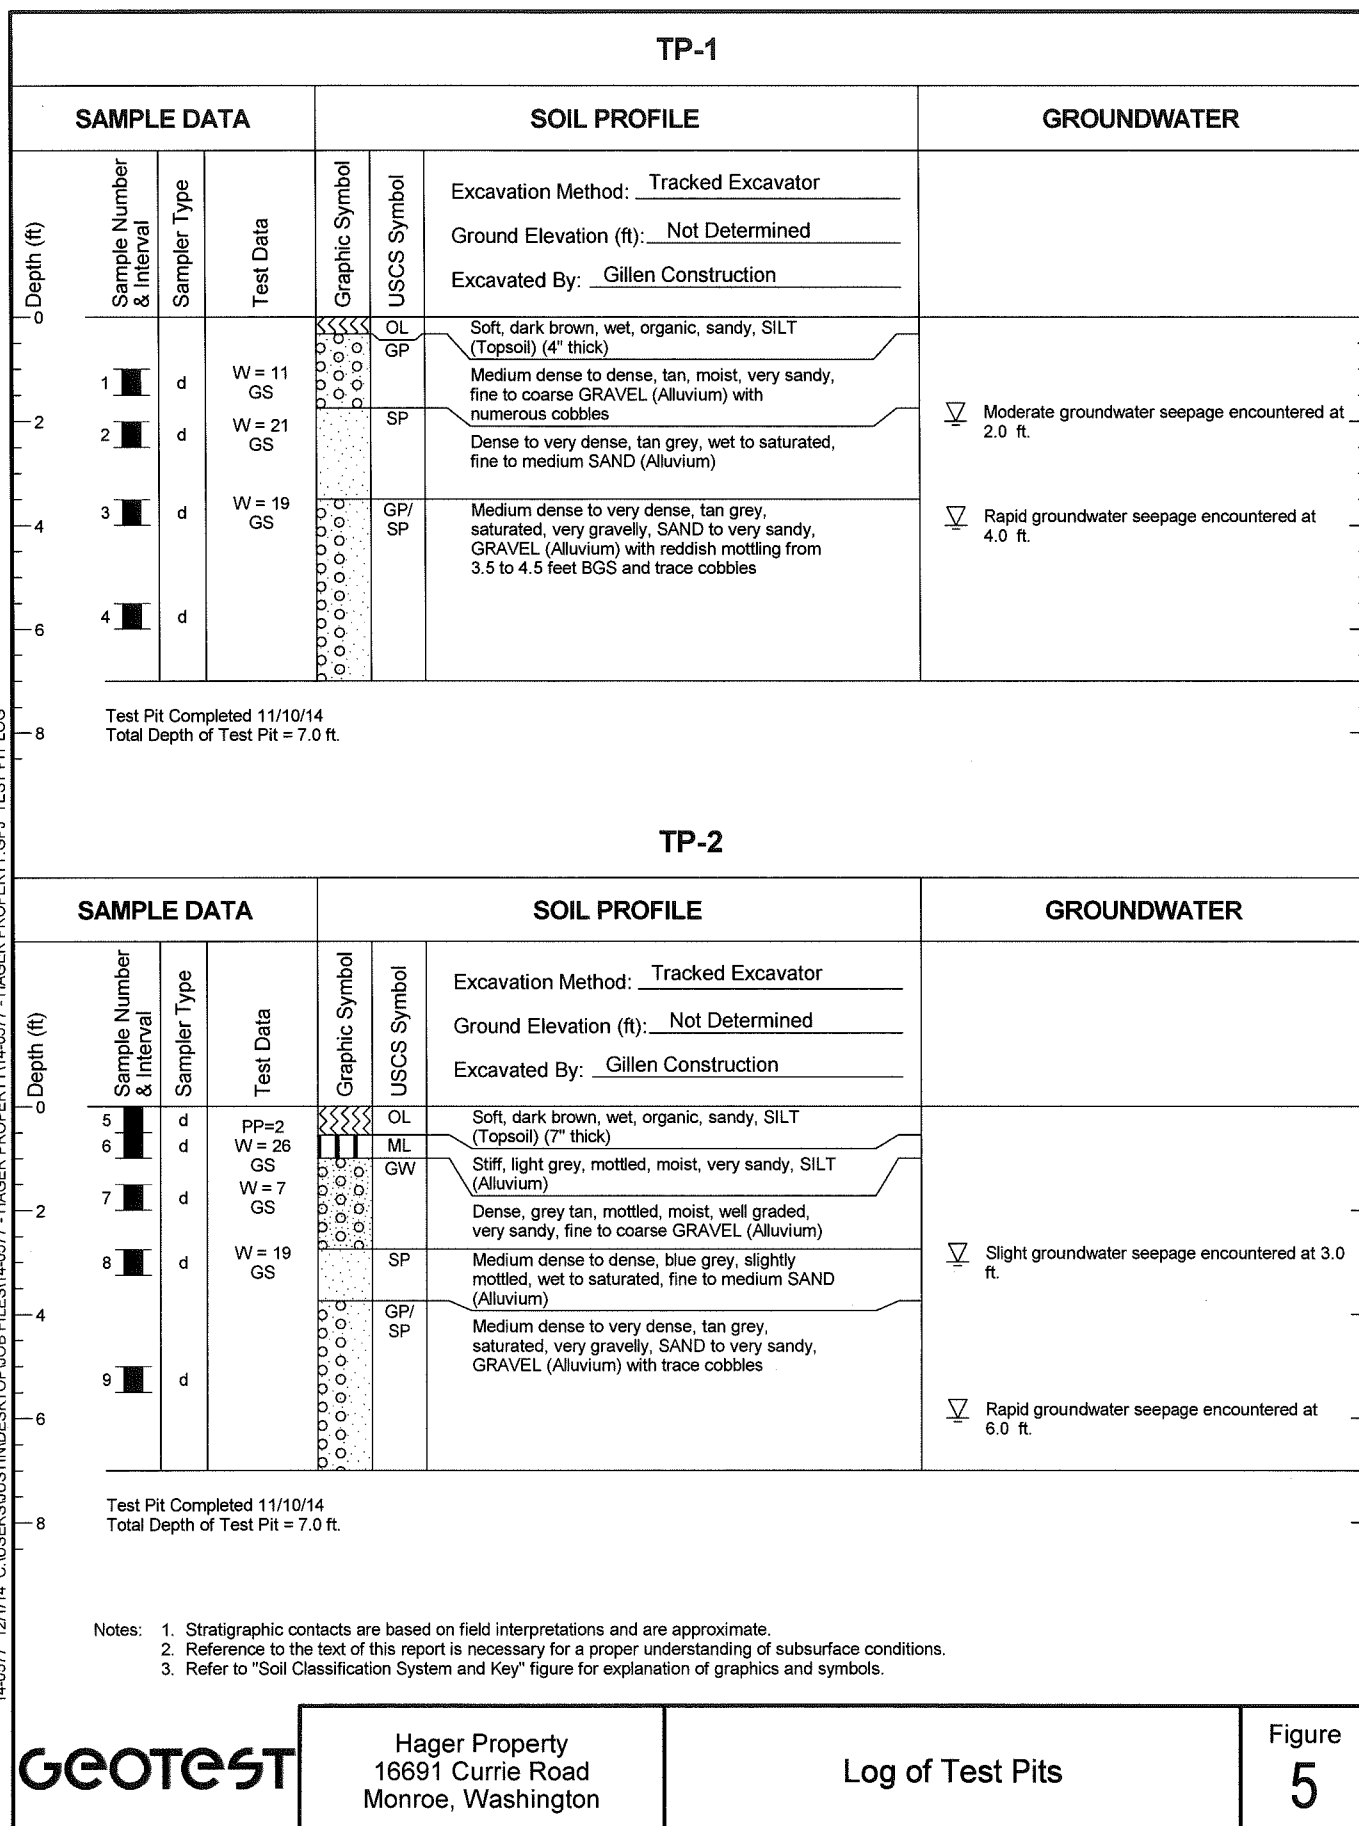 TP-1
SAMPLE DATA
SOIL PROFILE
GROUNDWATER
Depth (ft)
Sample Number
& Interval
Sampler Type
Test Data
Graphic Symbol
USCS Symbol
Excavation Method: Tracked Excavator
Ground Elevation (ft): Not Determined
Excavated By: Gillen Construction
0
OL
Soft, dark brown, wet, organic, sandy, SILT
(Topsoil) (4" thick)
GP
1
d
W = 11
GS
Medium dense to dense, tan, moist, very sandy,
fine to coarse GRAVEL (Alluvium) with
numerous cobbles
2
2
d
W = 21
GS
SP
Dense to very dense, tan grey, wet to saturated,
fine to medium SAND (Alluvium)
Moderate groundwater seepage encountered at
2.0 ft.
3
d
W = 19
GS
GP/
SP
Medium dense to very dense, tan grey,
saturated, very gravelly, SAND to very sandy,
GRAVEL (Alluvium) with reddish mottling from
3.5 to 4.5 feet BGS and trace cobbles
4
Rapid groundwater seepage encountered at
4.0 ft.
4
d
6
Test Pit Completed 11/10/14
Total Depth of Test Pit = 7.0 ft.
8
TP-2
SAMPLE DATA
SOIL PROFILE
GROUNDWATER
Depth (ft)
Sample Number
& Interval
Sampler Type
Test Data
Graphic Symbol
USCS Symbol
Excavation Method: Tracked Excavator
Ground Elevation (ft): Not Determined
Excavated By: Gillen Construction
0
5
d
PP=2
OL
Soft, dark brown, wet, organic, sandy, SILT
(Topsoil) (7" thick)
6
d
W = 26
GS
ML
Stiff, light grey, mottled, moist, very sandy, SILT
(Alluvium)
GW
7
d
W = 7
GS
2
Dense, grey tan, mottled, moist, well graded,
very sandy, fine to coarse GRAVEL (Alluvium)
8
d
W = 19
GS
SP
Medium dense to dense, blue grey, slightly
mottled, wet to saturated, fine to medium SAND
(Alluvium)
Slight groundwater seepage encountered at 3.0
ft.
4
GP/
SP
Medium dense to very dense, tan grey,
saturated, very gravelly, SAND to very sandy,
GRAVEL (Alluvium) with trace cobbles
9
d
6
Rapid groundwater seepage encountered at
6.0 ft.
Test Pit Completed 11/10/14
Total Depth of Test Pit = 7.0 ft.
8
Notes: 1. Stratigraphic contacts are based on field interpretations and are approximate.
2. Reference to the text of this report is necessary for a proper understanding of subsurface conditions.
3. Refer to "Soil Classification System and Key" figure for explanation of graphics and symbols.
GEOTEST
Hager Property
16691 Currie Road
Monroe, Washington
Log of Test Pits
Figure
5